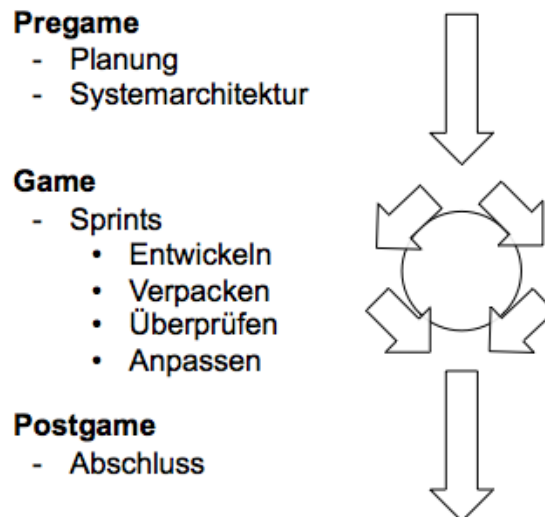 Pregame
- Planung
- Systemarchitektur
Game
- Sprints
• Entwickeln
• Verpacken
• Überprüfen
• Anpassen
Postgame
- Abschluss